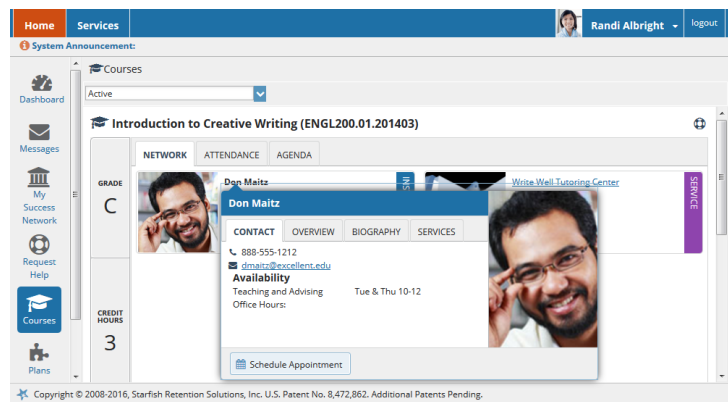 Home Services Randi Albright logout
System Announcement:
Dashboard
Messages
My
Success
Network
Request
Help
Courses
Plans
Courses
Active
Introduction to Creative Writing (ENGL200.01.201403)
NETWORK ATTENDANCE AGENDA
GRADE
C
CREDIT
HOURS
3
Don Maitz
INS
Write Well Tutoring Center
SERVICE
Don Maitz
CONTACT OVERVIEW BIOGRAPHY SERVICES
888-555-1212
dmaitz@excellent.edu
Availability
Teaching and Advising Tue & Thu 10-12
Office Hours:
Schedule Appointment
Copyright © 2008-2016, Starfish Retention Solutions, Inc. U.S. Patent No. 8,472,862. Additional Patents Pending.